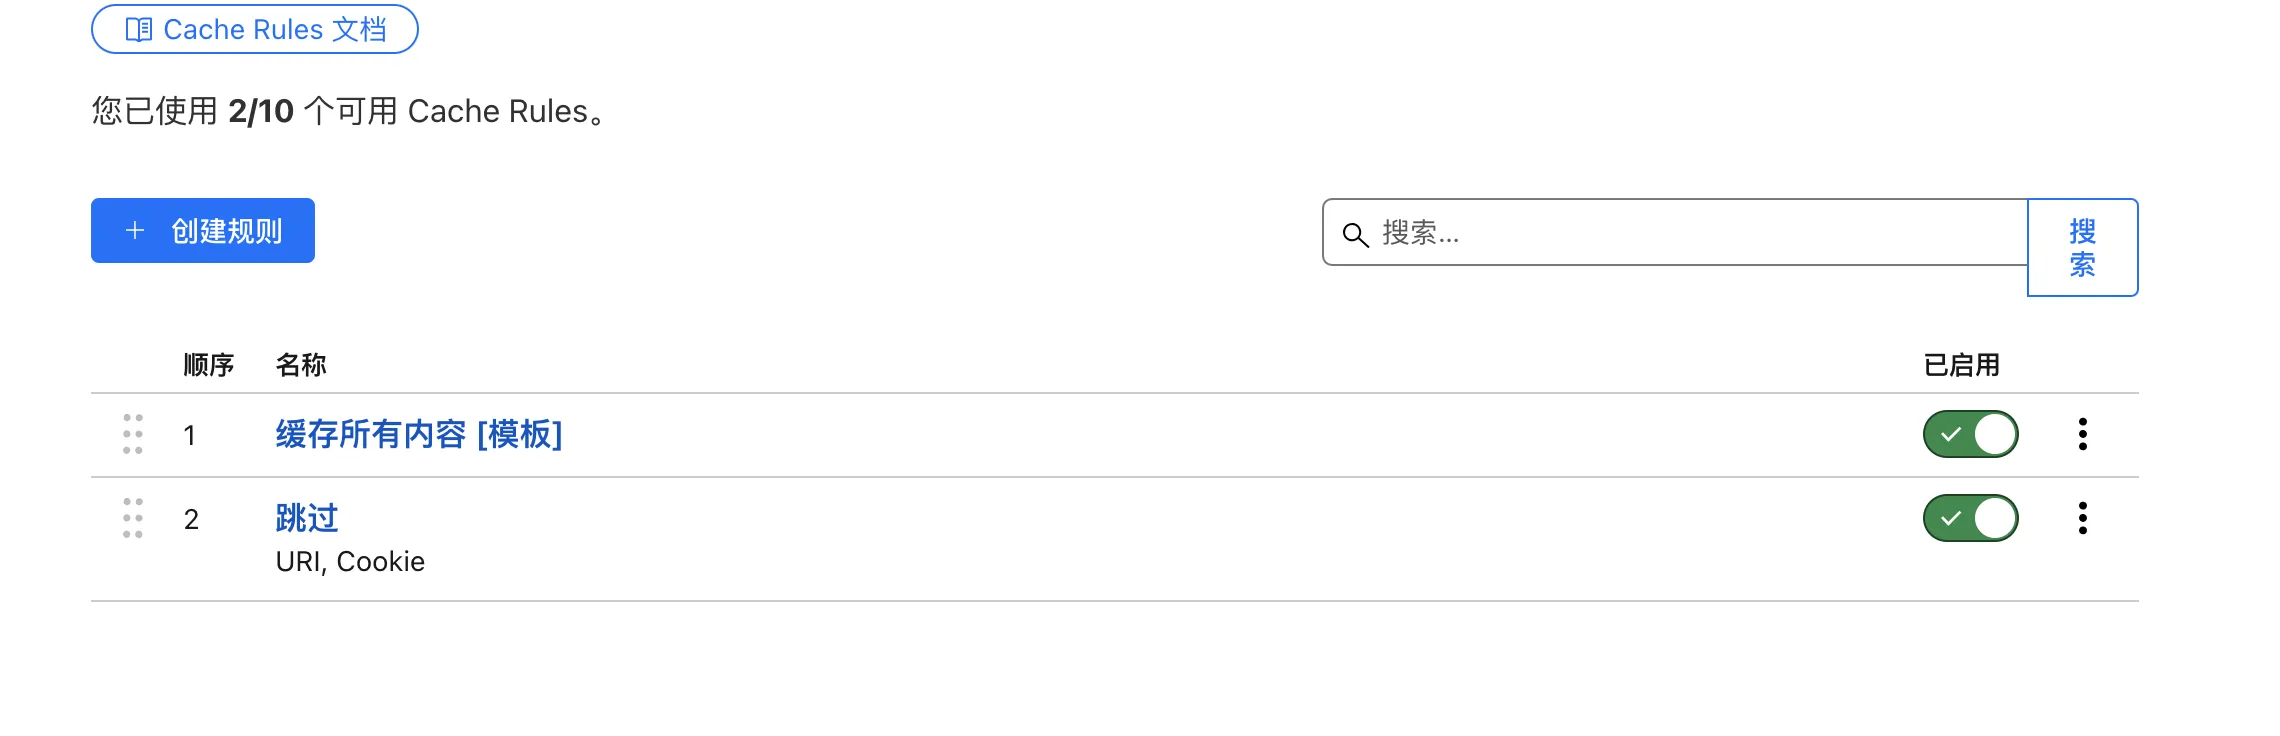 Cache Rules 文档
您已使用 2/10 个可用 Cache Rules。
+ 创建规则
搜索...
搜
索
顺序 名称 已启用
1 缓存所有内容 [模板]
2 跳过
URI, Cookie